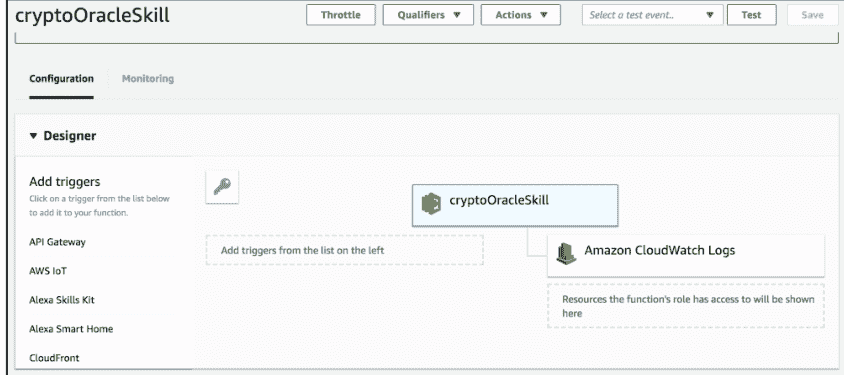 cryptoOracleSkill
Throttle
Qualifiers
Actions
Select a test event..
Test
Save
Configuration
Monitoring
Designer
Add triggers
Click on a trigger from the list below
to add it to your function.
API Gateway
AWS IoT
Alexa Skills Kit
Alexa Smart Home
CloudFront
cryptoOracleSkill
Add triggers from the list on the left
Amazon CloudWatch Logs
Resources the function's role has access to will be shown
here